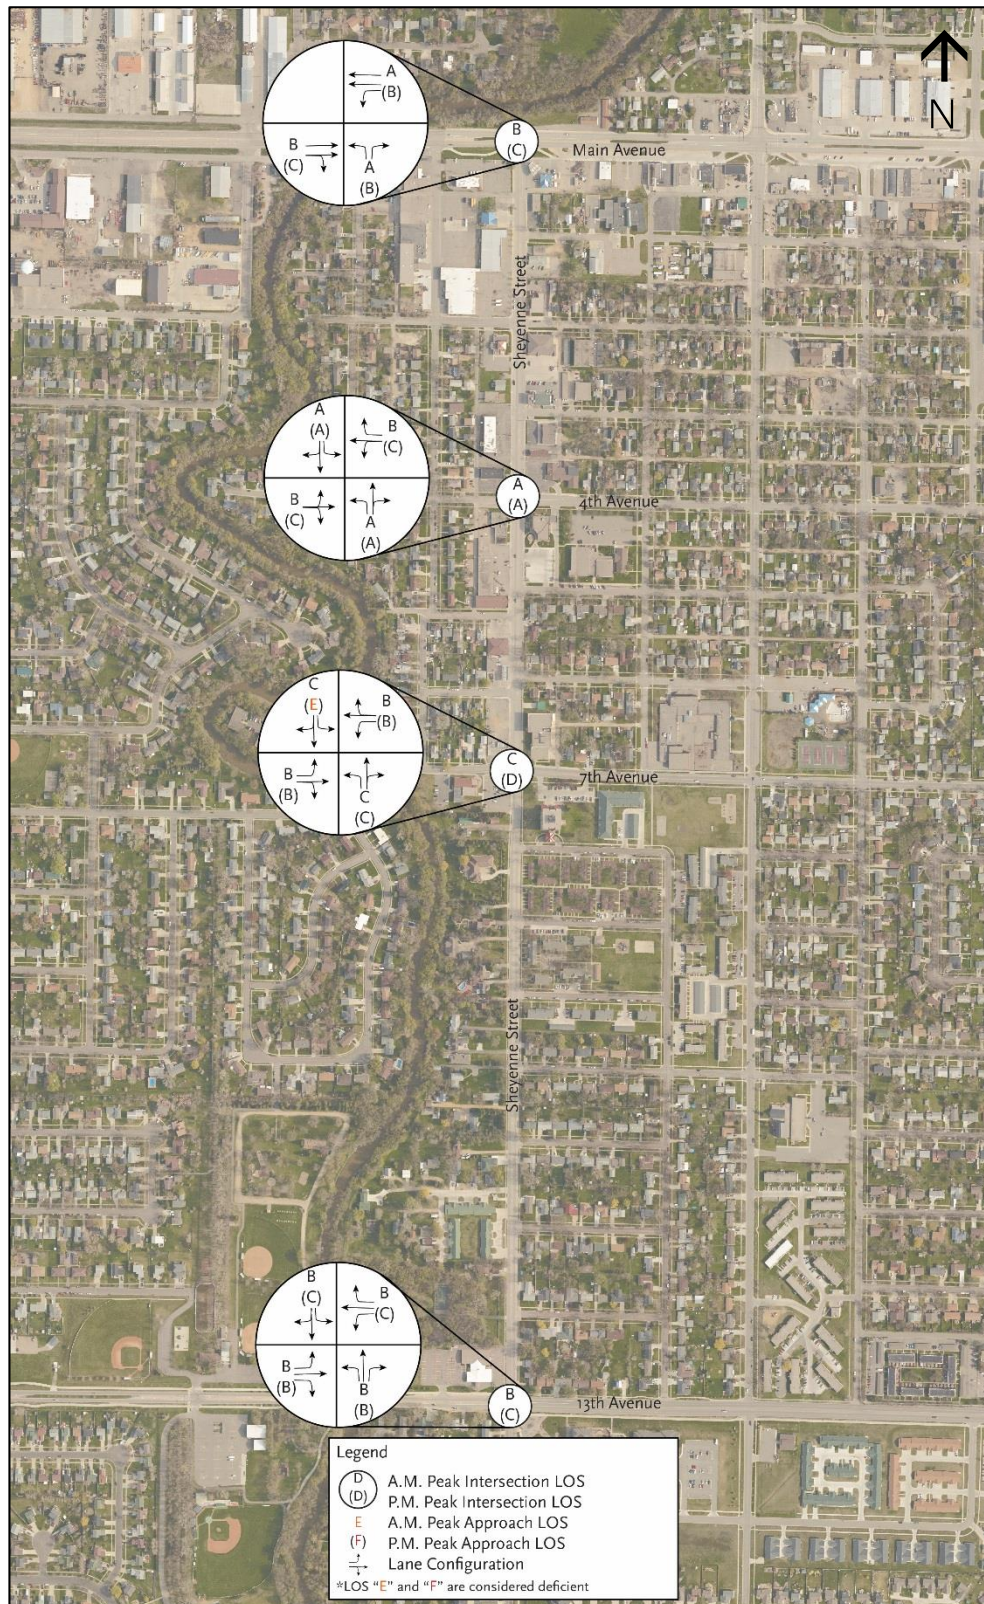 N
A
(B)
B
(C)
A
(B)
B
(C)
Main Avenue
Sheyenne Street
A
(A)
B
(C)
B
(C)
A
(A)
A
(A)
4th Avenue
C
(E)
B
(B)
B
(B)
C
(C)
C
(D)
7th Avenue
Sheyenne Street
B
(C)
B
(C)
B
(B)
B
(B)
B
(C)
13th Avenue
Legend
D
(D)
A.M. Peak Intersection LOS
P.M. Peak Intersection LOS
E A.M. Peak Approach LOS
(F) P.M. Peak Approach LOS
Lane Configuration
*LOS "E" and "F" are considered deficient